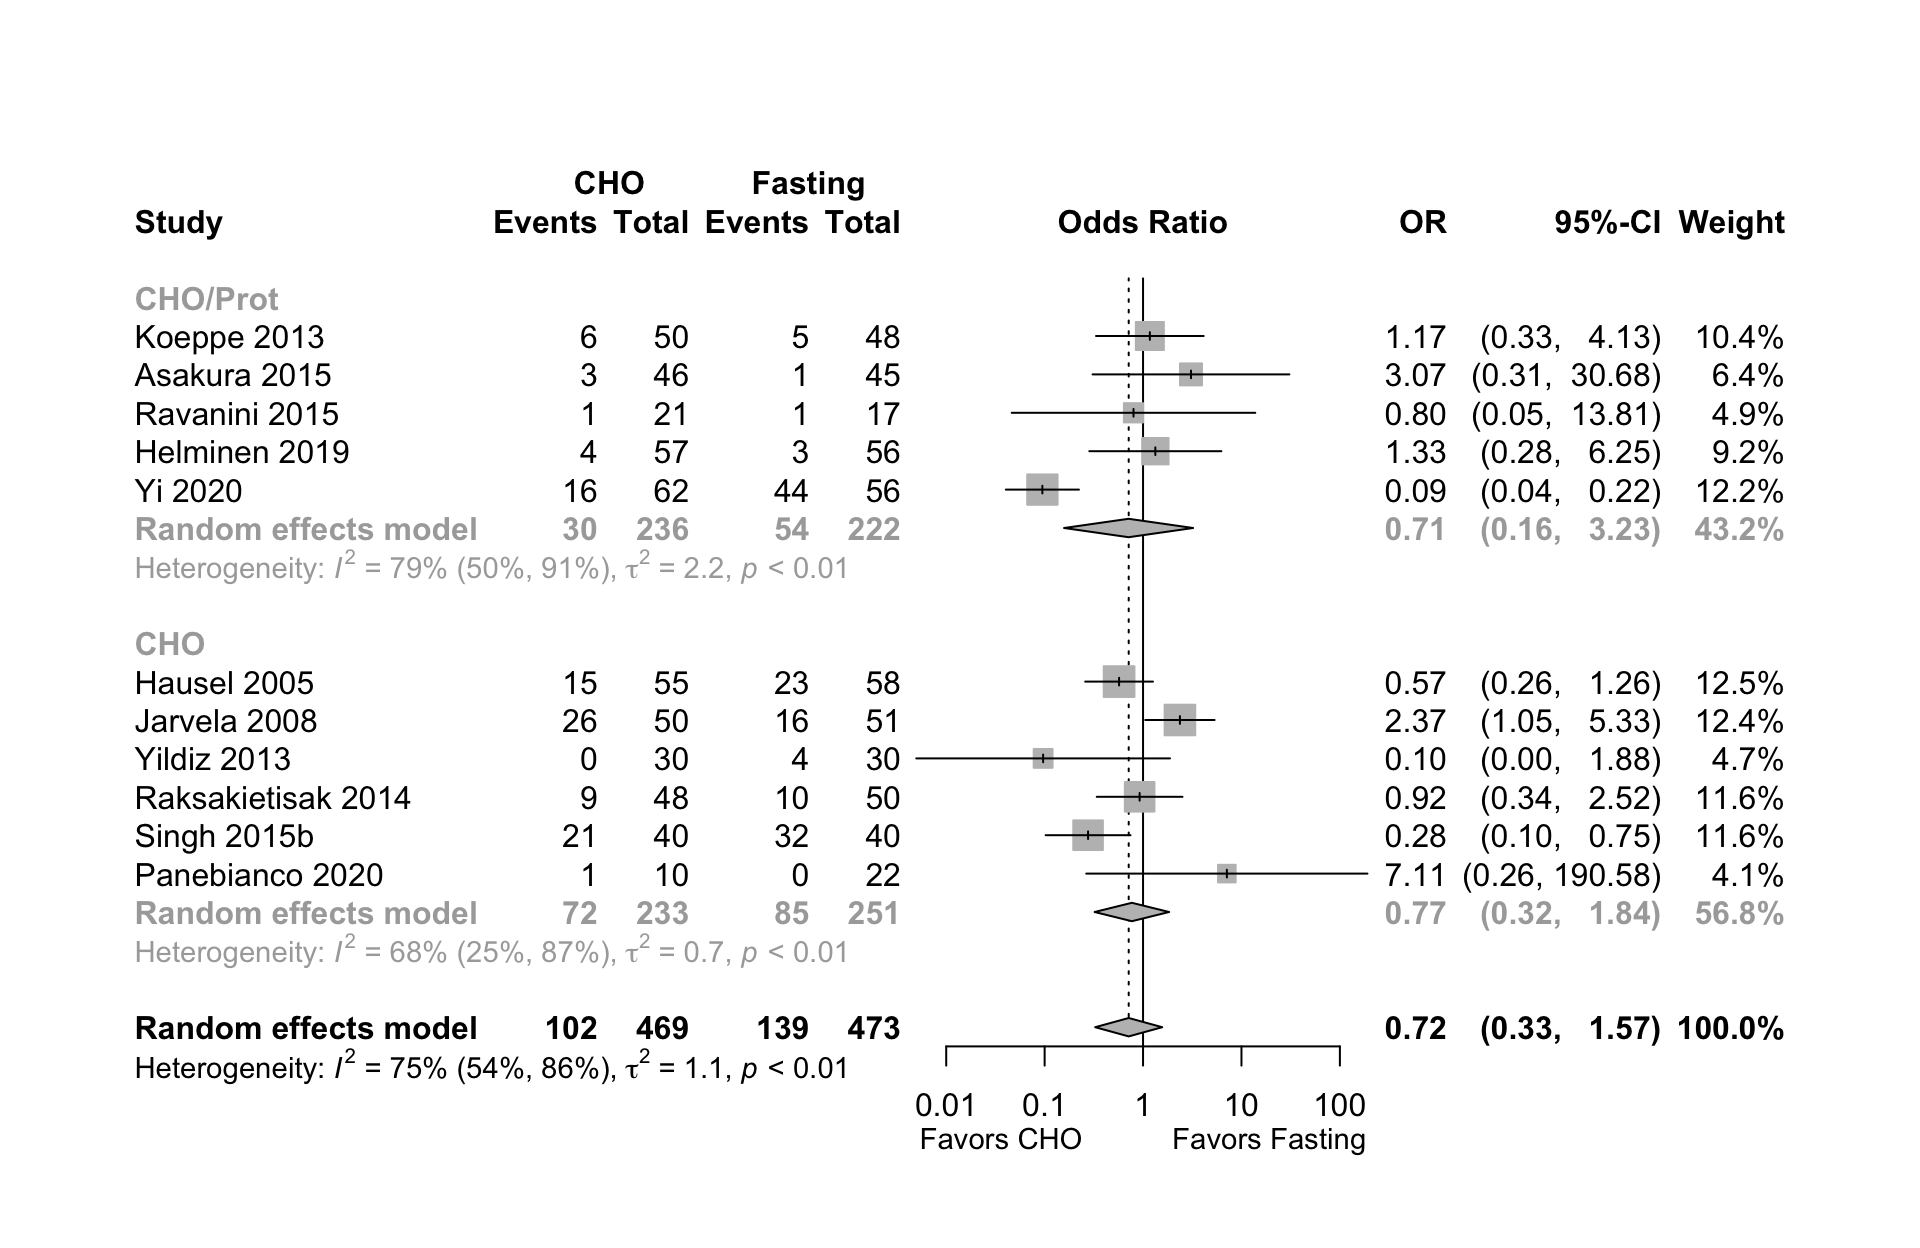 CHO Fasting
Study Events Total Events Total Odds Ratio OR 95%-CI Weight
CHO/Prot
Koeppe 2013 6 50 5 48 1.17 (0.33, 4.13) 10.4%
Asakura 2015 3 46 1 45 3.07 (0.31, 30.68) 6.4%
Ravanini 2015 1 21 1 17 0.80 (0.05, 13.81) 4.9%
Helminen 2019 4 57 3 56 1.33 (0.28, 6.25) 9.2%
Yi 2020 16 62 44 56 0.09 (0.04, 0.22) 12.2%
Random effects model 30 236 54 222 0.71 (0.16, 3.23) 43.2%
Heterogeneity: I² = 79% (50%, 91%), τ² = 2.2, p < 0.01
CHO
Hausel 2005 15 55 23 58 0.57 (0.26, 1.26) 12.5%
Jarvela 2008 26 50 16 51 2.37 (1.05, 5.33) 12.4%
Yildiz 2013 0 30 4 30 0.10 (0.00, 1.88) 4.7%
Raksakietisak 2014 9 48 10 50 0.92 (0.34, 2.52) 11.6%
Singh 2015b 21 40 32 40 0.28 (0.10, 0.75) 11.6%
Panebianco 2020 1 10 0 22 7.11 (0.26, 190.58) 4.1%
Random effects model 72 233 85 251 0.77 (0.32, 1.84) 56.8%
Heterogeneity: I² = 68% (25%, 87%), τ² = 0.7, p < 0.01
Random effects model 102 469 139 473 0.72 (0.33, 1.57) 100.0%
Heterogeneity: I² = 75% (54%, 86%), τ² = 1.1, p < 0.01
0.01 0.1 1 10 100
Favors CHO Favors Fasting